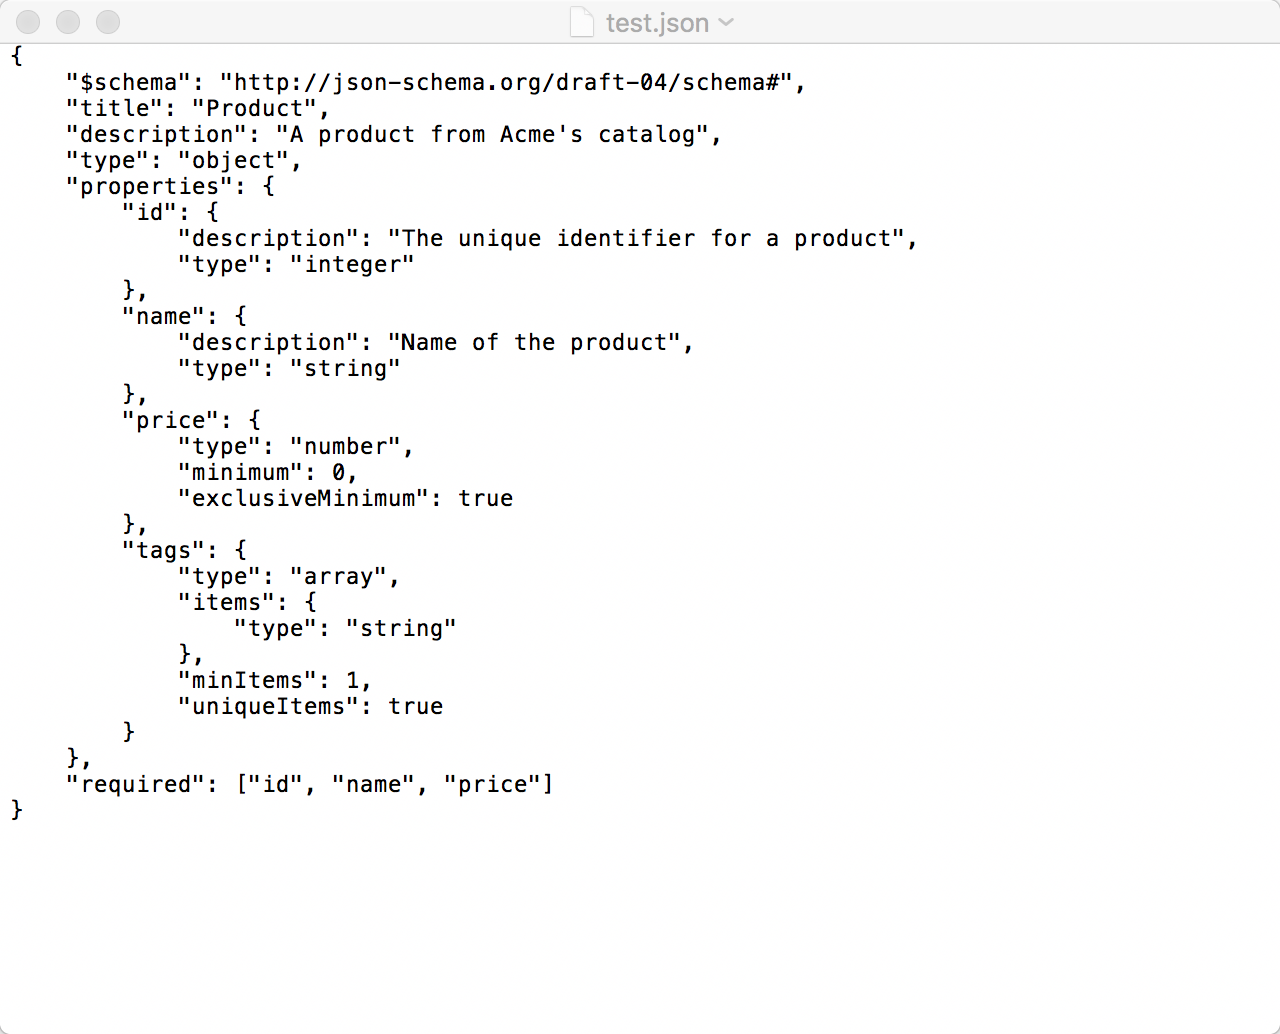 test.json
{
    "$schema": "http://json-schema.org/draft-04/schema#",
    "title": "Product",
    "description": "A product from Acme's catalog",
    "type": "object",
    "properties": {
        "id": {
            "description": "The unique identifier for a product",
            "type": "integer"
        },
        "name": {
            "description": "Name of the product",
            "type": "string"
        },
        "price": {
            "type": "number",
            "minimum": 0,
            "exclusiveMinimum": true
        },
        "tags": {
            "type": "array",
            "items": {
                "type": "string"
            },
            "minItems": 1,
            "uniqueItems": true
        }
    },
    "required": ["id", "name", "price"]
}